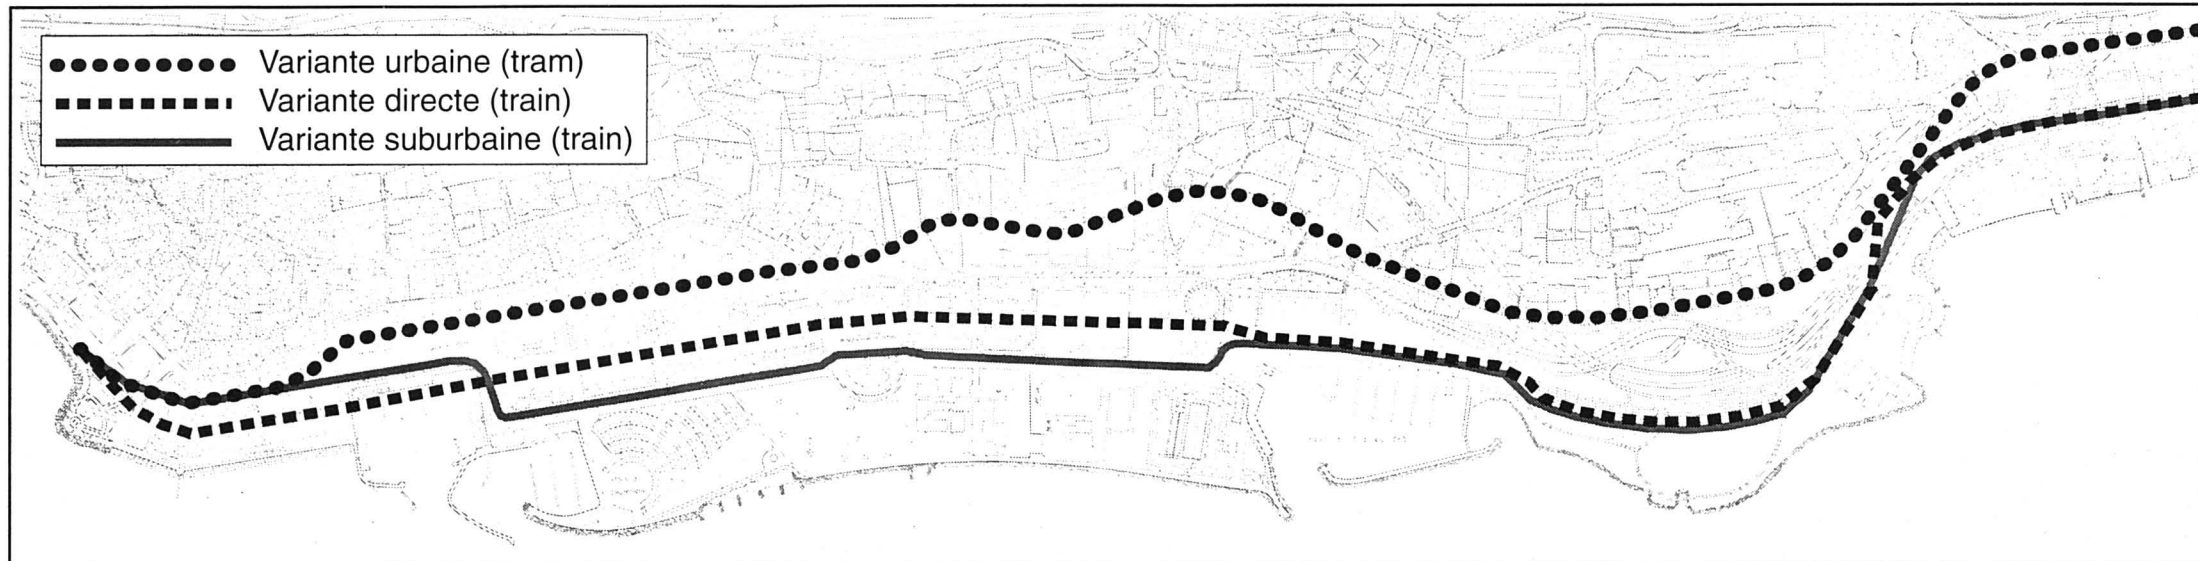 Variante urbaine (tram)
Variante directe (train)
Variante suburbaine (train)